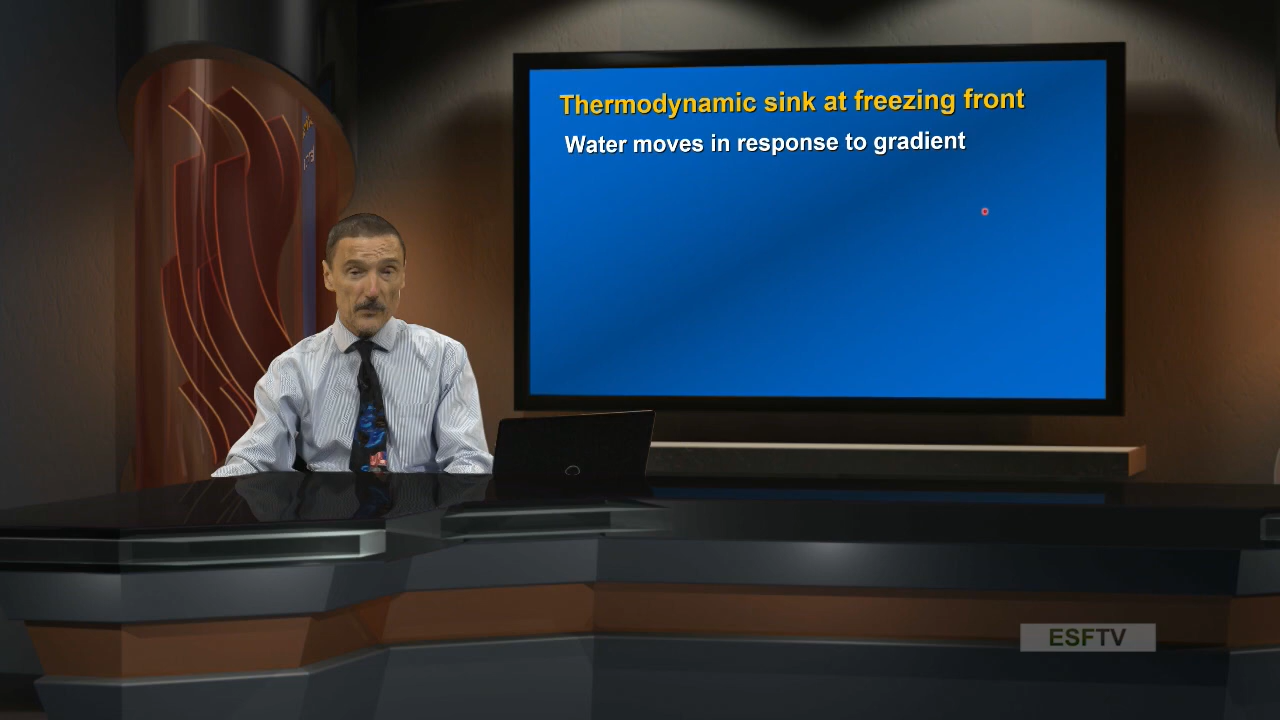 Thermodynamic sink at freezing front
Water moves in response to gradient
ESFTV